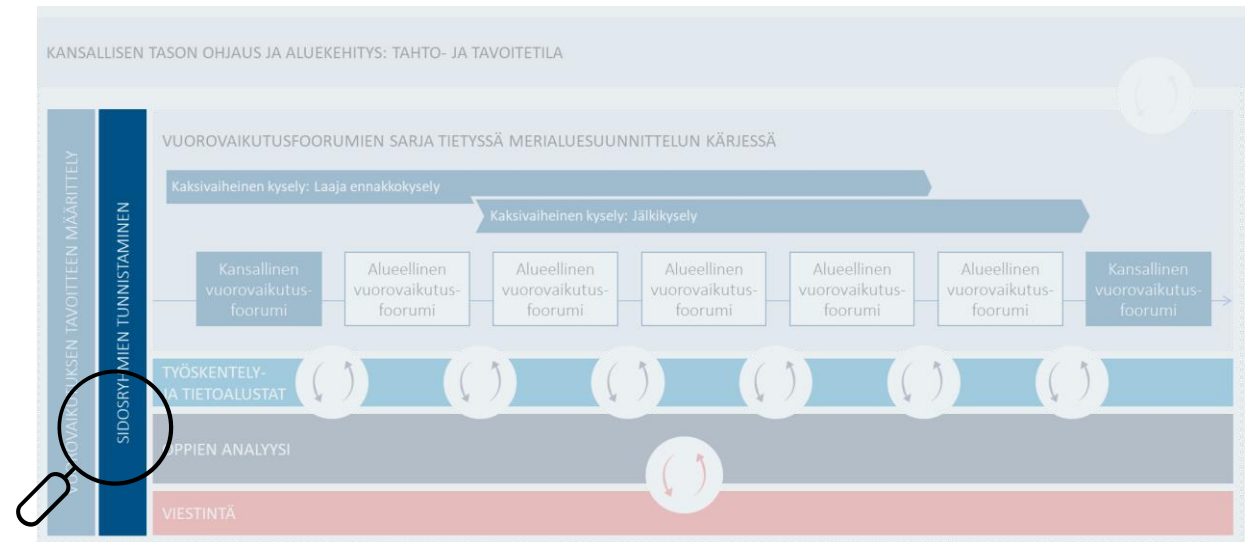 KANSALLISEN TASON OHJAUS JA ALUEKEHITYS: TAHTO- JA TAVOITETILA
VUOROVAIKUTUKSEN TAVOITTEEN MÄÄRITTELY
SIDOSRYHMIEN TUNNISTAMINEN
VUOROVAIKUTUSFOORUMIEN SARJA TIETYSSÄ MERIALUESUUNNITTELUN KÄRJESSÄ
Kaksivaiheinen kysely: Laaja ennakkokysely
Kaksivaiheinen kysely: Jälkikysely
Kansallinen
vuorovaikutus-
foorumi
Alueellinen
vuorovaikutus-
foorumi
Alueellinen
vuorovaikutus-
foorumi
Alueellinen
vuorovaikutus-
foorumi
Alueellinen
vuorovaikutus-
foorumi
Alueellinen
vuorovaikutus-
foorumi
Kansallinen
vuorovaikutus-
foorumi
TYÖSKENTELY-
JA TIETOALUSTAT
OPPIEN ANALYYSI
VIESTINTÄ